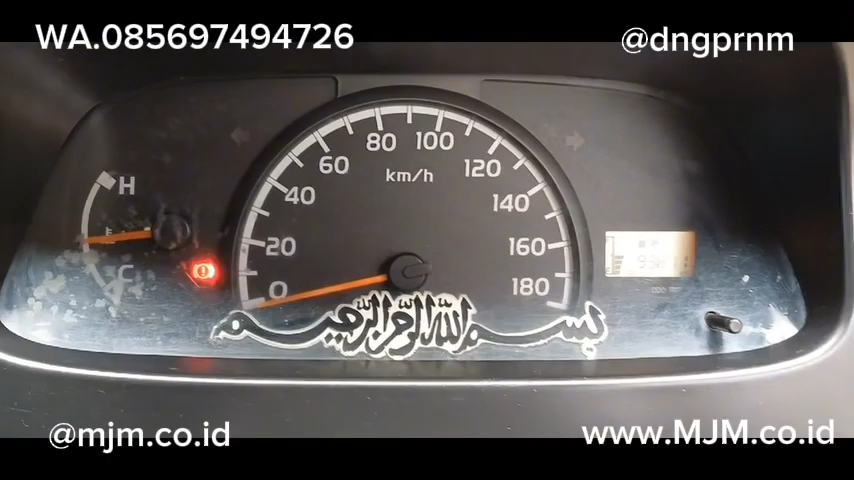 WA.085697494726
@dngprnm
80 100
60 120
km/h
40 140
20 160
0 180
H
C
بسم الله الرحمن الرحيم
@mjm.co.id
www.MJM.co.id